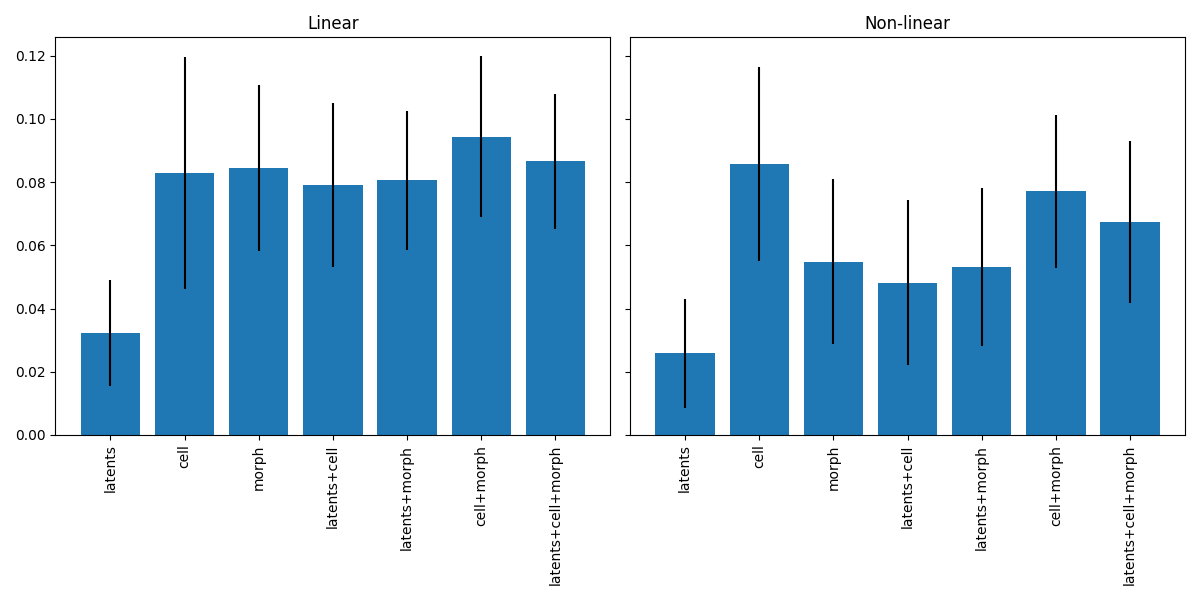 Linear
Non-linear
0.12
0.10
0.08
0.06
0.04
0.02
0.00
latents
cell
morph
latents+cell
latents+morph
cell+morph
latents+cell+morph
latents
cell
morph
latents+cell
latents+morph
cell+morph
latents+cell+morph